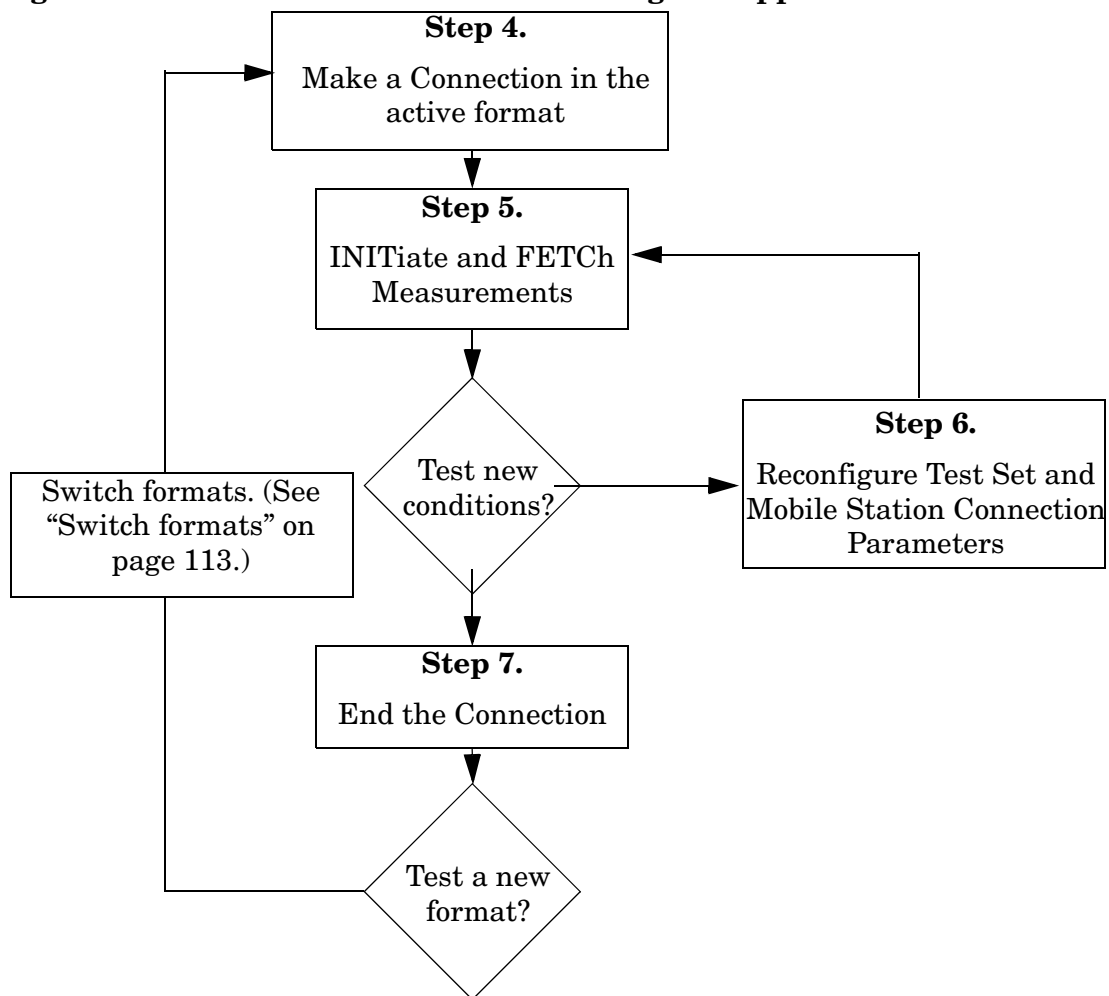 Step 4.
Make a Connection in the
active format
Step 5.
INITiate and FETCh
Measurements
Test new
conditions?
Step 6.
Reconfigure Test Set and
Mobile Station Connection
Parameters
Switch formats. (See
“Switch formats” on
page 113.)
Step 7.
End the Connection
Test a new
format?